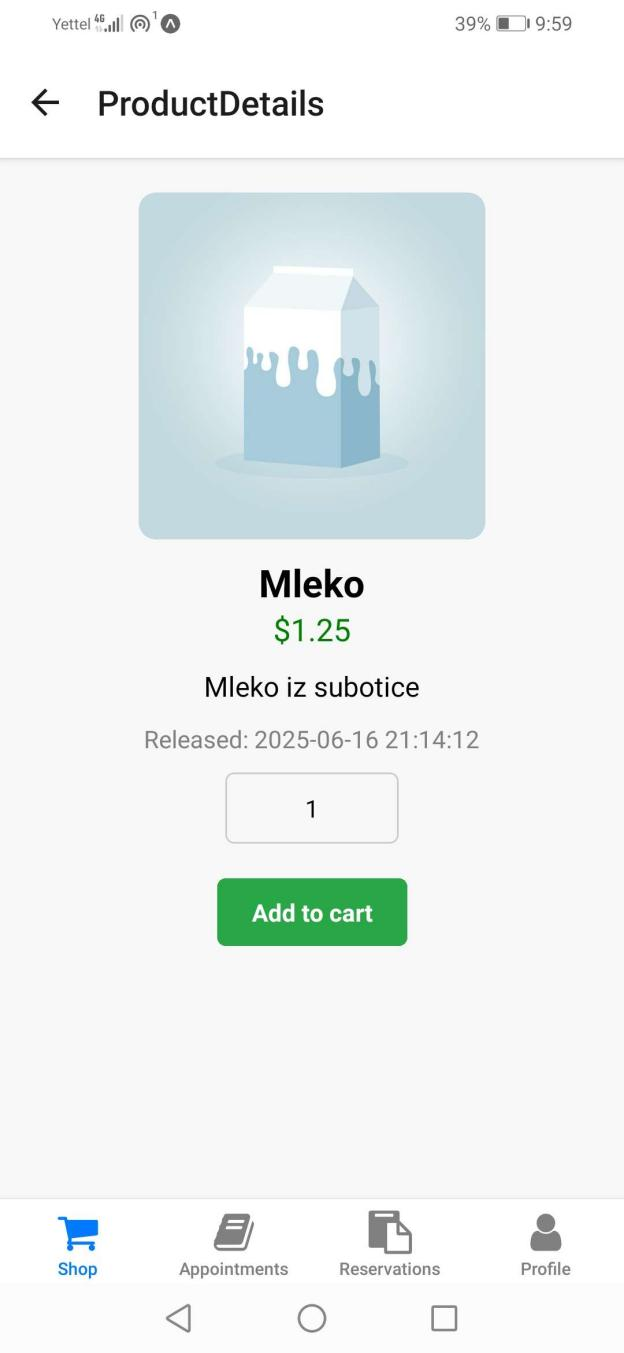 Yettel 4G 1 39% 9:59
ProductDetails
Mleko
$1.25
Mleko iz subotice
Released: 2025-06-16 21:14:12
1
Add to cart
Shop Appointments Reservations Profile